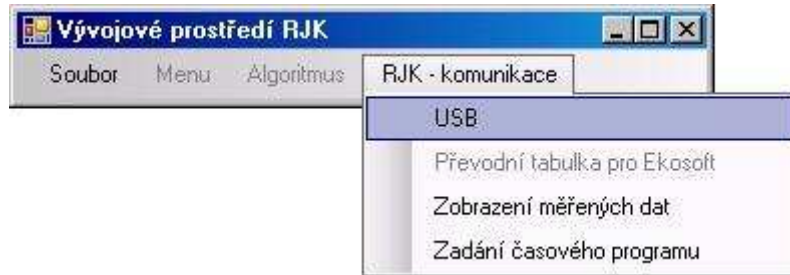 Vývojové prostředí RJK
Soubor Menu Algoritmus RJK - komunikace
USB
Převodní tabulka pro Ekosoft
Zobrazení měřených dat
Zadání časového programu